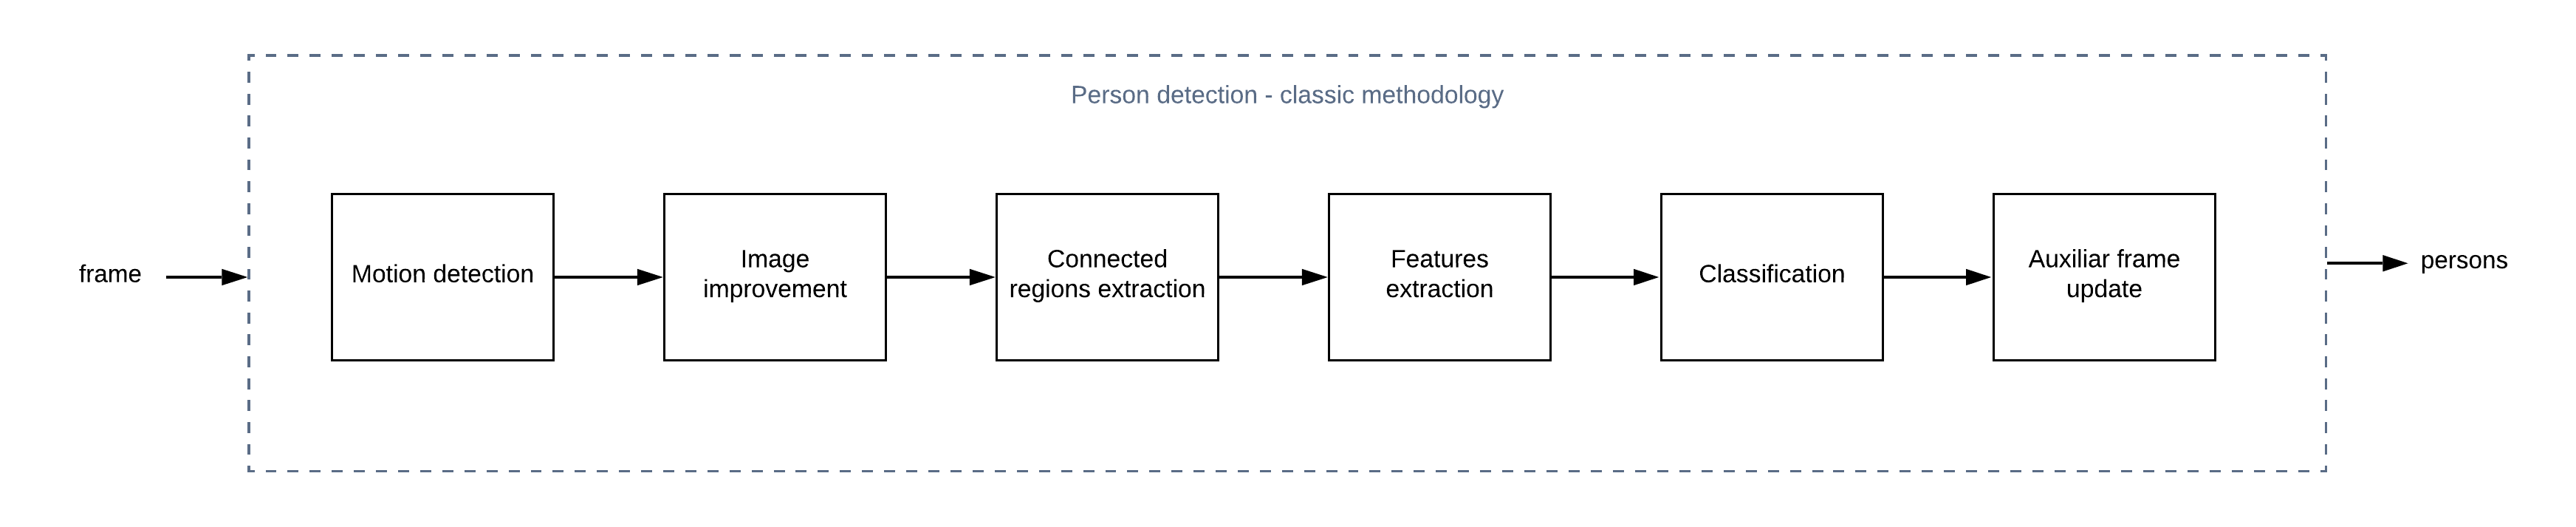 Person detection - classic methodology
frame
Motion detection
Image
improvement
Connected
regions extraction
Features
extraction
Classification
Auxiliar frame
update
persons